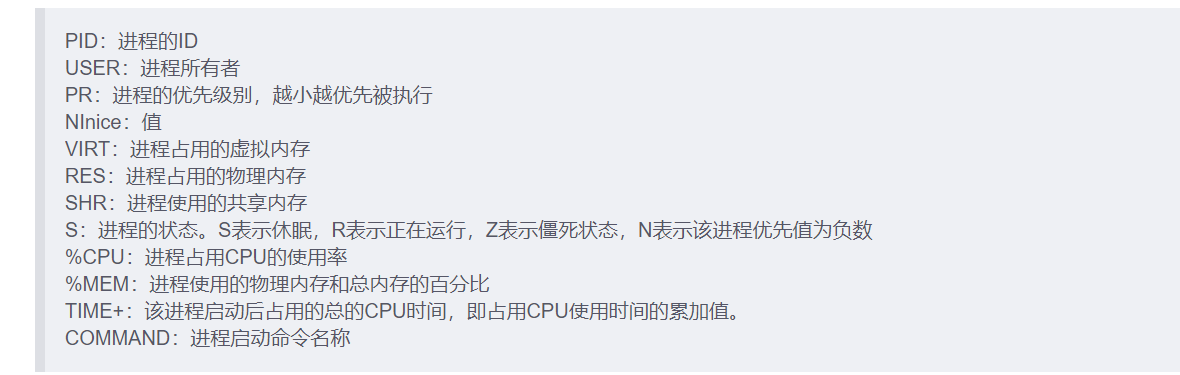 PID：进程的ID
USER：进程所有者
PR：进程的优先级别，越小越优先被执行
NInice：值
VIRT：进程占用的虚拟内存
RES：进程占用的物理内存
SHR：进程使用的共享内存
S：进程的状态。S表示休眠，R表示正在运行，Z表示僵死状态，N表示该进程优先值为负数
%CPU：进程占用CPU的使用率
%MEM：进程使用的物理内存和总内存的百分比
TIME+：该进程启动后占用的总的CPU时间，即占用CPU使用时间的累加值。
COMMAND：进程启动命令名称